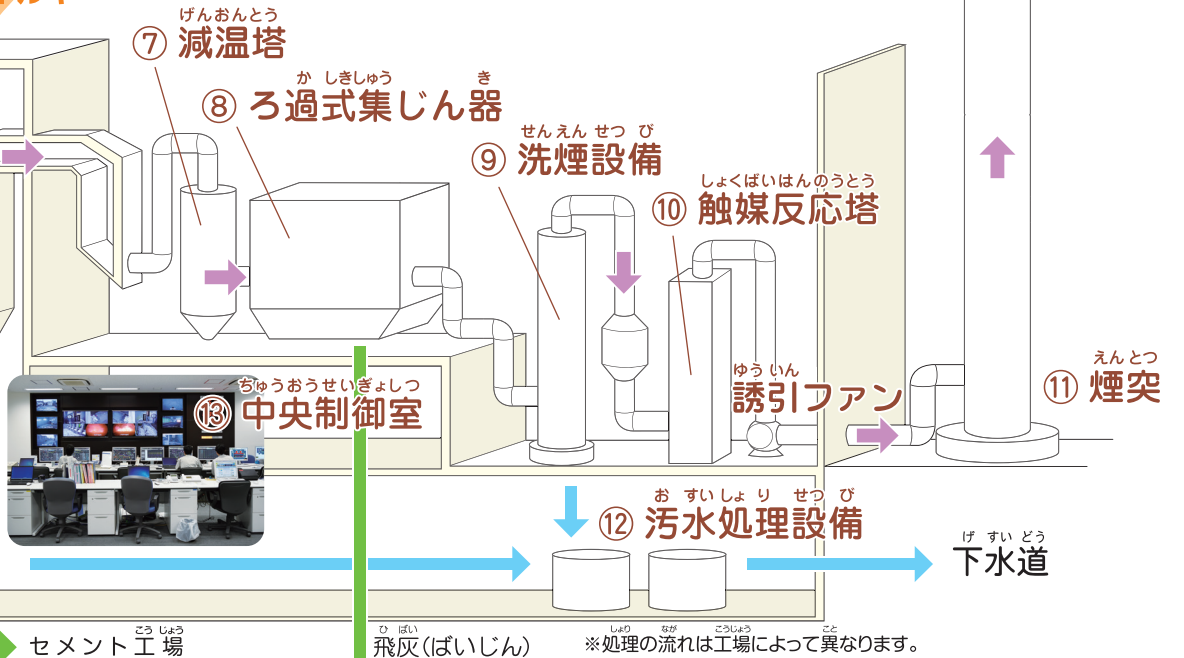 げんおんとう
⑦ 減温塔
か しきしゅう き
⑧ ろ過式集じん器
せんえん せつ び
⑨ 洗煙設備
しょくばいはんのうとう
⑩ 触媒反応塔
えんとつ
⑪ 煙突
ゆういん
誘引ファン
ちゅうおうせいぎょしつ
⑬ 中央制御室
お すいしょ り せつ び
⑫ 汚水処理設備
げ すい どう
下水道
こう じょう
セメント工場
ひ ばい
飛灰(ばいじん)
しょり なが こうじょう こと
※処理の流れは工場によって異なります。